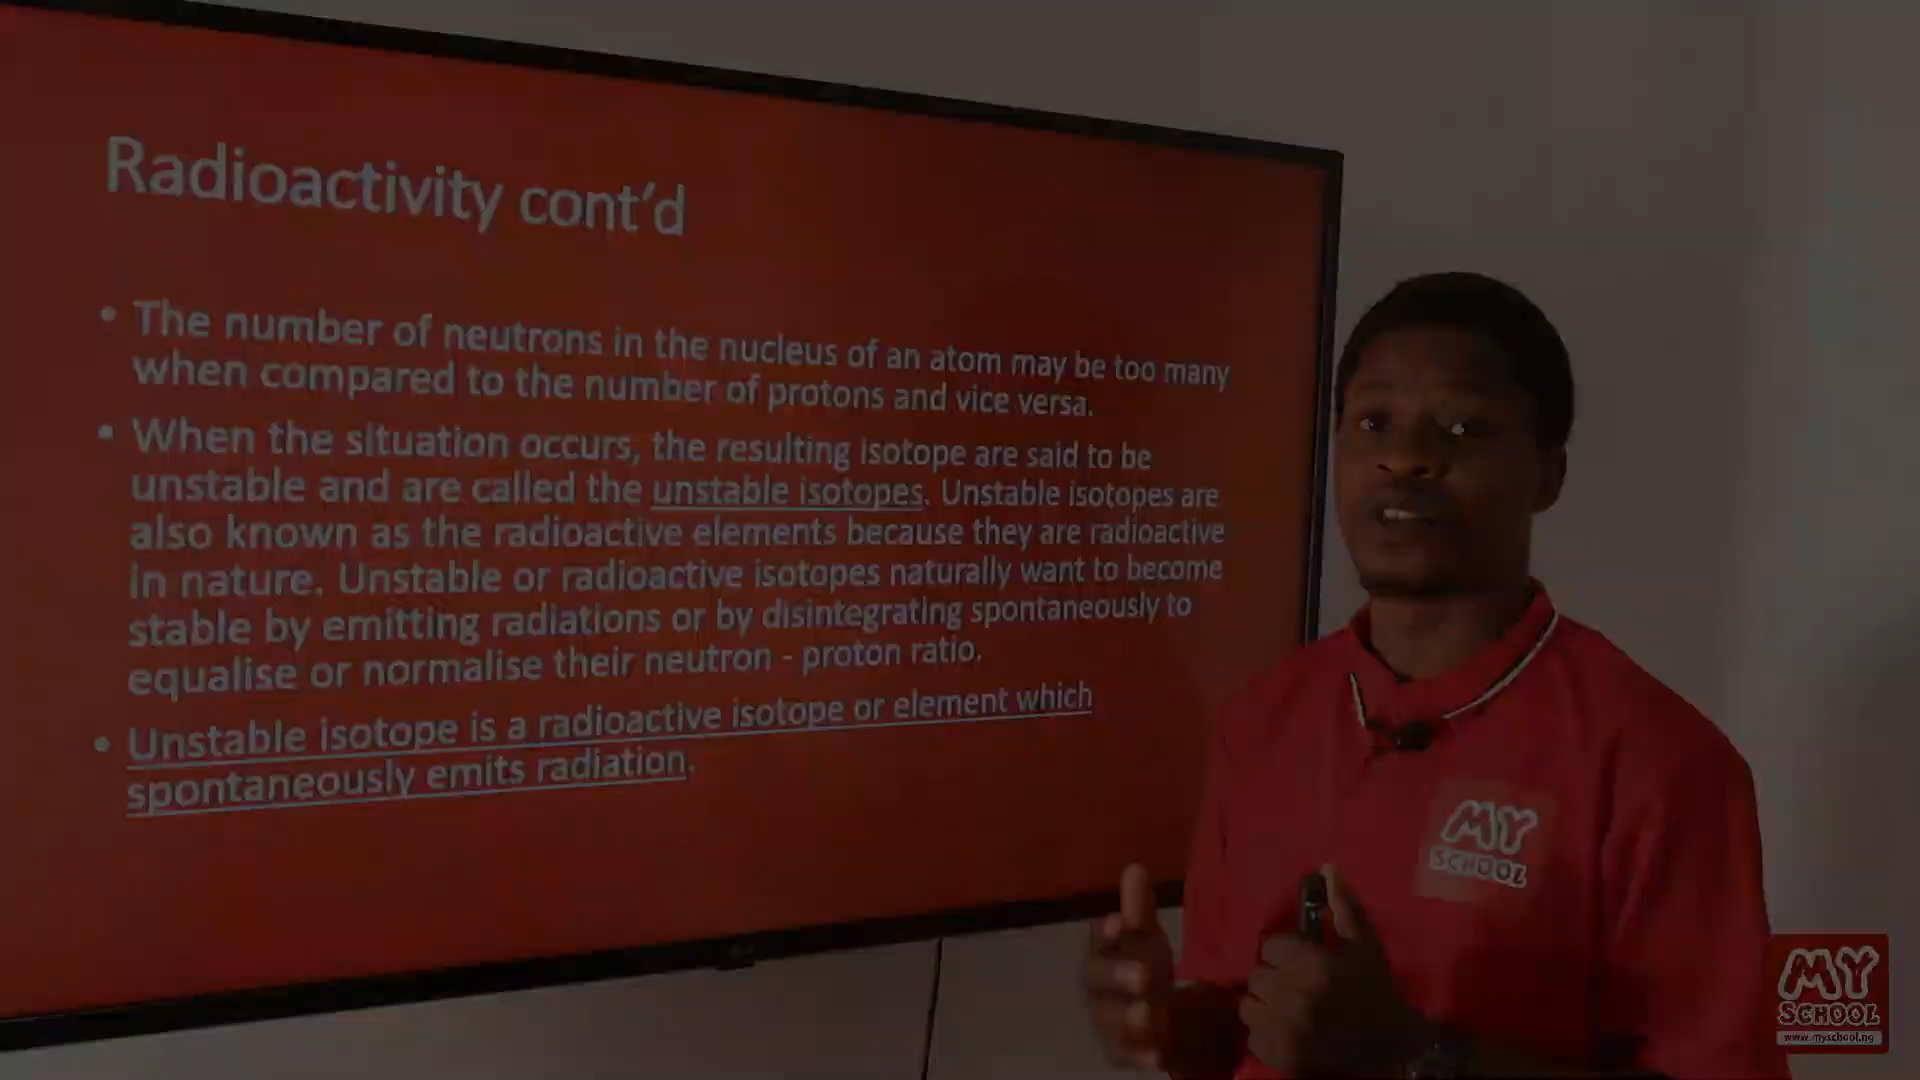 Radioactivity cont'd
• The number of neutrons in the nucleus of an atom may be too many
when compared to the number of protons and vice versa.
• When the situation occurs, the resulting isotope are said to be
unstable and are called the unstable isotopes. Unstable isotopes are
also known as the radioactive elements because they are radioactive
in nature. Unstable or radioactive isotopes naturally want to become
stable by emitting radiations or by disintegrating spontaneously to
equalise or normalise their neutron - proton ratio.
• Unstable isotope is a radioactive isotope or element which
spontaneously emits radiation.
MY
SCHOOL
MY
SCHOOL
www.myschool.ng